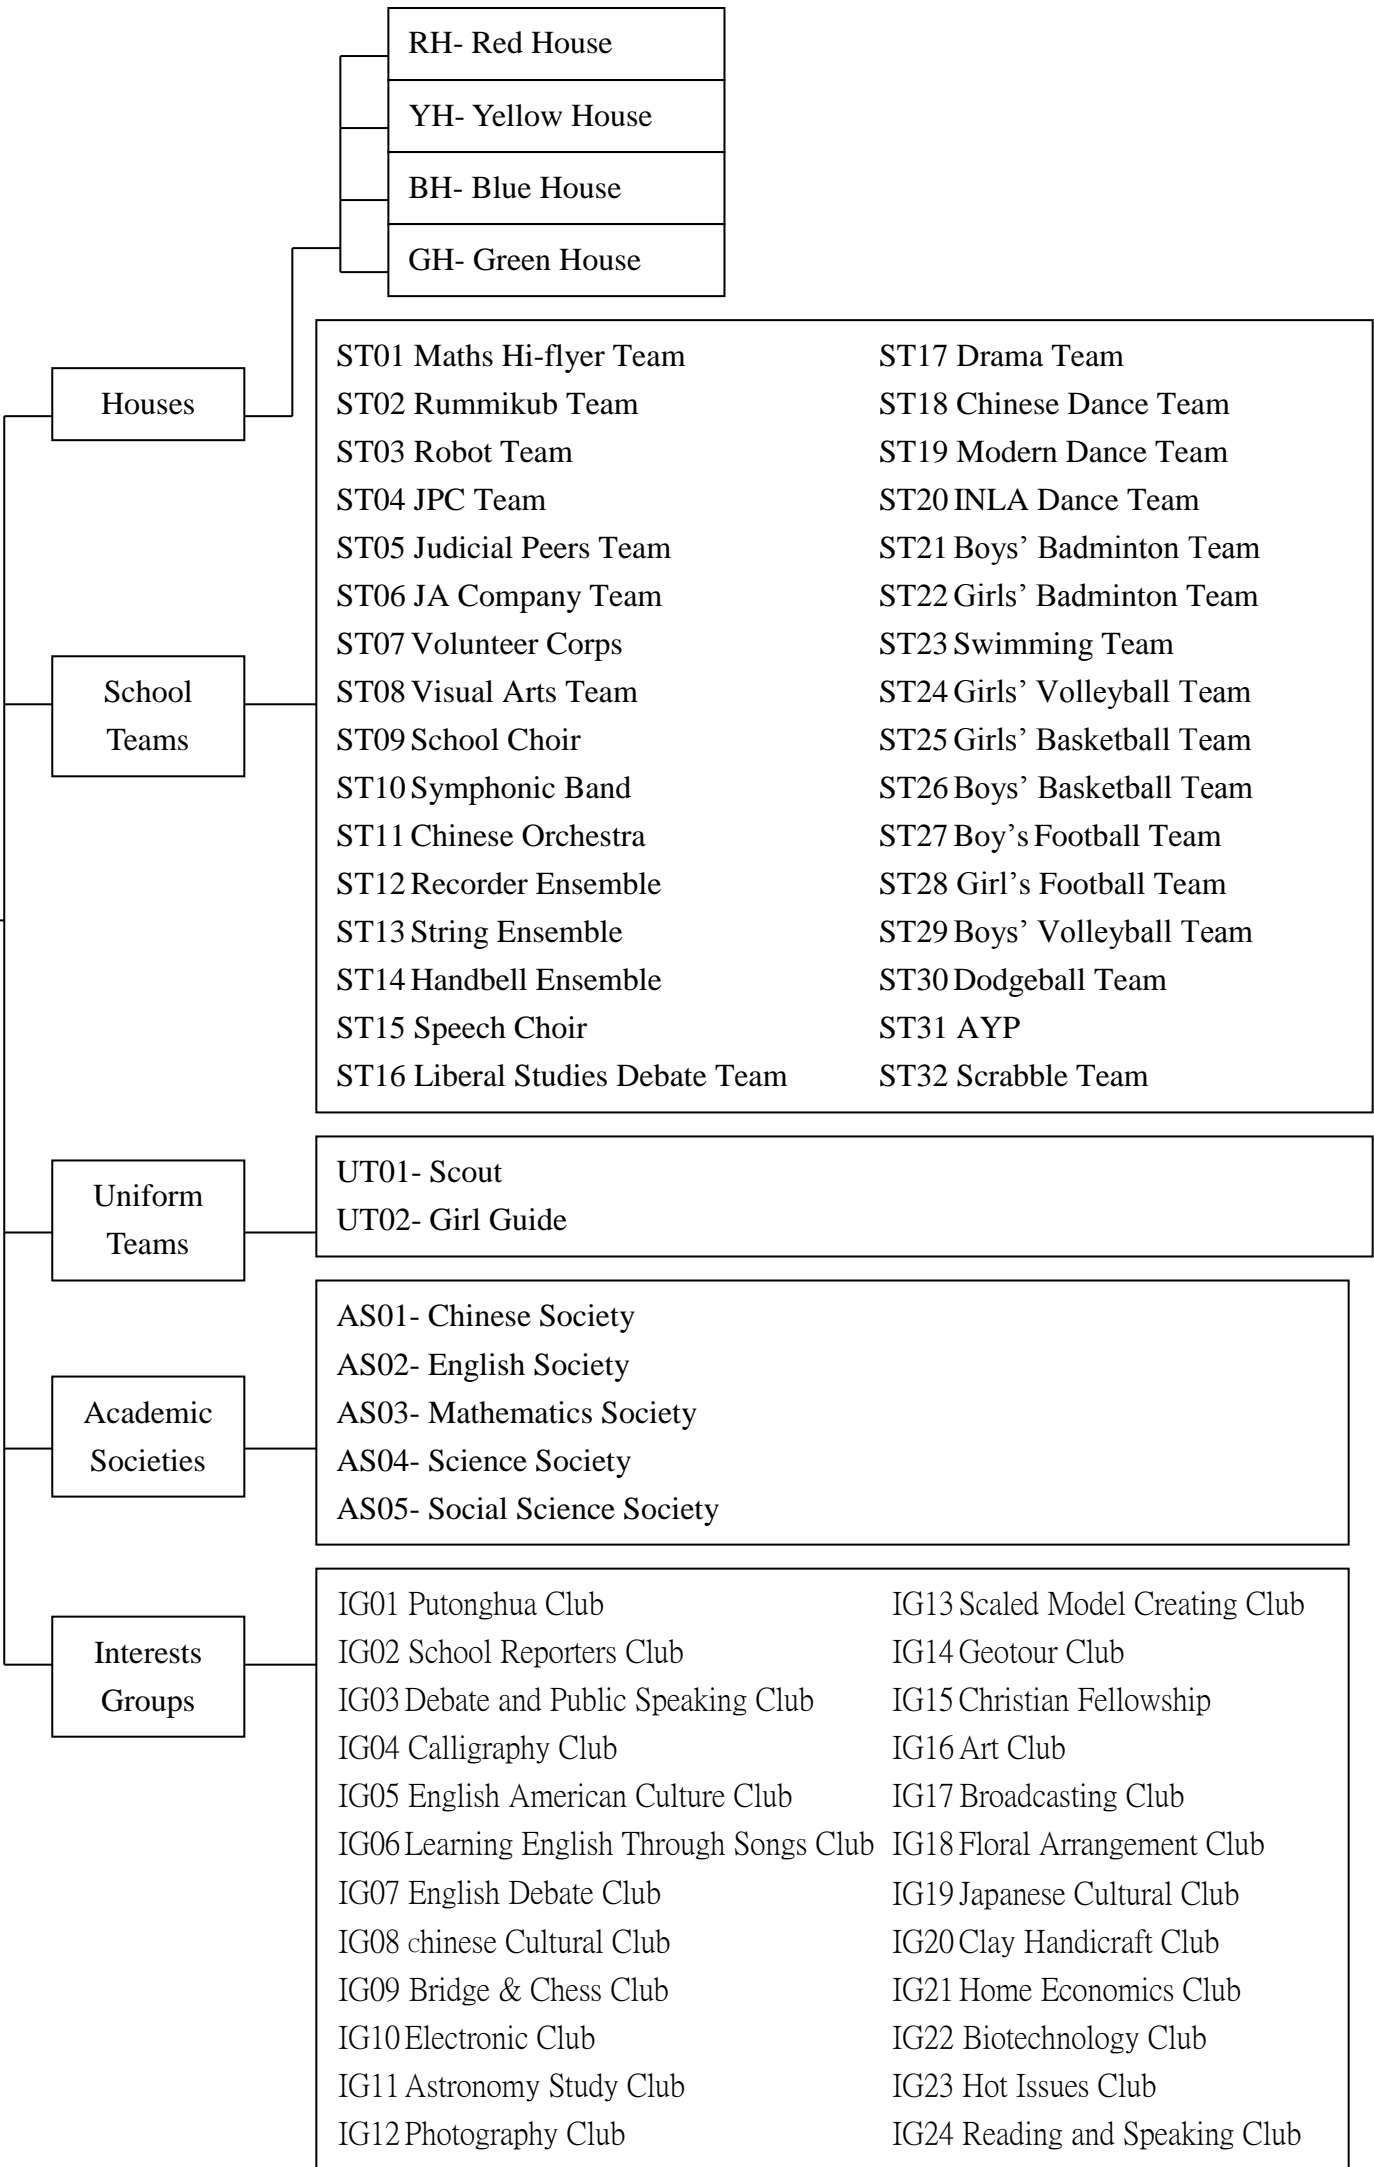 RH- Red House
YH- Yellow House
BH- Blue House
GH- Green House
Houses
ST01 Maths Hi-flyer Team
ST02 Rummikub Team
ST03 Robot Team
ST04 JPC Team
ST05 Judicial Peers Team
ST06 JA Company Team
ST07 Volunteer Corps
ST08 Visual Arts Team
ST09 School Choir
ST10 Symphonic Band
ST11 Chinese Orchestra
ST12 Recorder Ensemble
ST13 String Ensemble
ST14 Handbell Ensemble
ST15 Speech Choir
ST16 Liberal Studies Debate Team
ST17 Drama Team
ST18 Chinese Dance Team
ST19 Modern Dance Team
ST20 INLA Dance Team
ST21 Boys’ Badminton Team
ST22 Girls’ Badminton Team
ST23 Swimming Team
ST24 Girls’ Volleyball Team
ST25 Girls’ Basketball Team
ST26 Boys’ Basketball Team
ST27 Boy’s Football Team
ST28 Girl’s Football Team
ST29 Boys’ Volleyball Team
ST30 Dodgeball Team
ST31 AYP
ST32 Scrabble Team
School
Teams
Uniform
Teams
UT01- Scout
UT02- Girl Guide
Academic
Societies
AS01- Chinese Society
AS02- English Society
AS03- Mathematics Society
AS04- Science Society
AS05- Social Science Society
Interests
Groups
IG01 Putonghua Club
IG02 School Reporters Club
IG03 Debate and Public Speaking Club
IG04 Calligraphy Club
IG05 English American Culture Club
IG06 Learning English Through Songs Club
IG07 English Debate Club
IG08 chinese Cultural Club
IG09 Bridge & Chess Club
IG10 Electronic Club
IG11 Astronomy Study Club
IG12 Photography Club
IG13 Scaled Model Creating Club
IG14 Geotour Club
IG15 Christian Fellowship
IG16 Art Club
IG17 Broadcasting Club
IG18 Floral Arrangement Club
IG19 Japanese Cultural Club
IG20 Clay Handicraft Club
IG21 Home Economics Club
IG22 Biotechnology Club
IG23 Hot Issues Club
IG24 Reading and Speaking Club